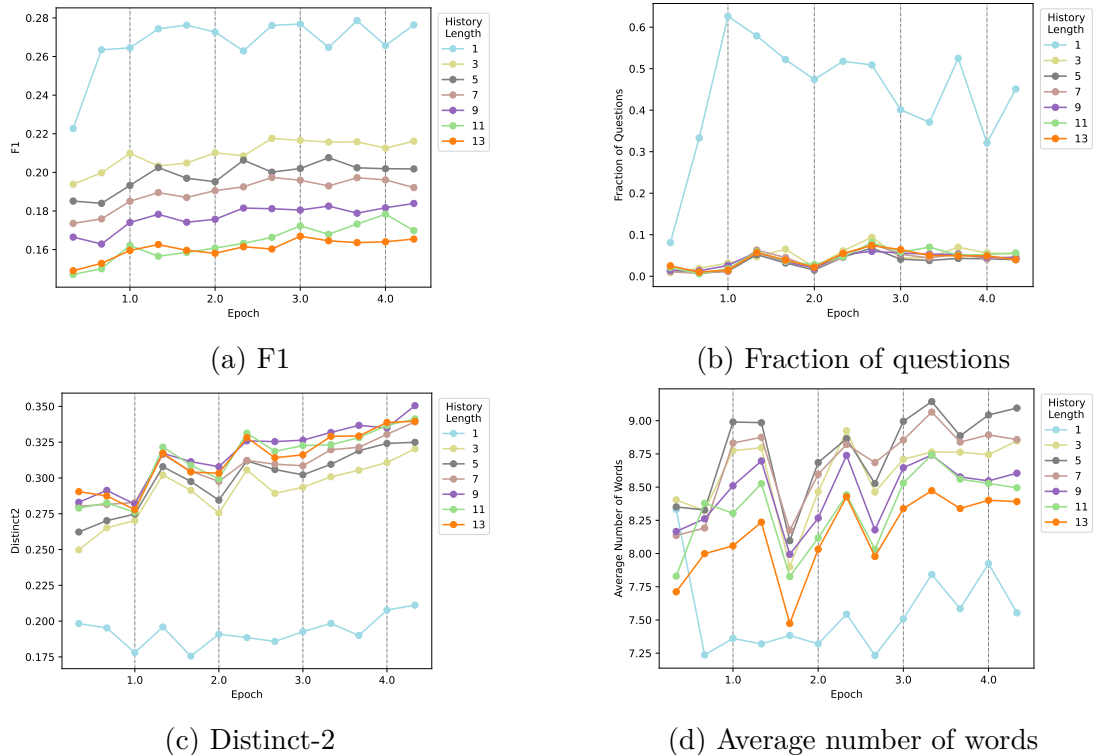 0.28
0.26
0.24
0.22
0.20
0.18
0.16
F1
1.0 2.0 3.0 4.0
Epoch
History
Length
1
3
5
7
9
11
13
(a) F1
0.6
0.5
0.4
0.3
0.2
0.1
0.0
Fraction of Questions
1.0 2.0 3.0 4.0
Epoch
History
Length
1
3
5
7
9
11
13
(b) Fraction of questions
0.350
0.325
0.300
0.275
0.250
0.225
0.200
0.175
Distinct2
1.0 2.0 3.0 4.0
Epoch
History
Length
1
3
5
7
9
11
13
(c) Distinct-2
9.00
8.75
8.50
8.25
8.00
7.75
7.50
7.25
Average Number of Words
1.0 2.0 3.0 4.0
Epoch
History
Length
1
3
5
7
9
11
13
(d) Average number of words